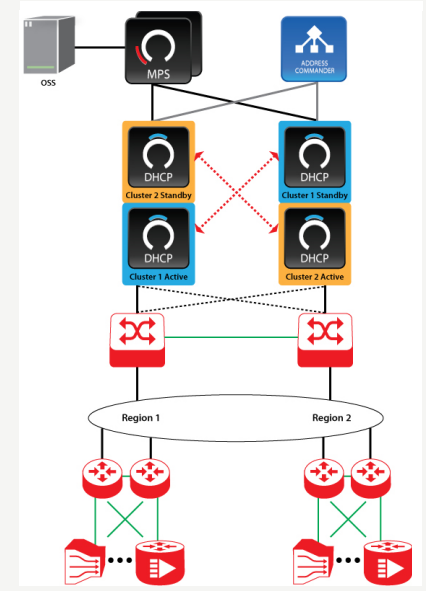 OSS
MPS
ADDRESS
COMMANDER
DHCP
Cluster 2 Standby
DHCP
Cluster 1 Standby
DHCP
Cluster 1 Active
DHCP
Cluster 2 Active
Region 1
Region 2